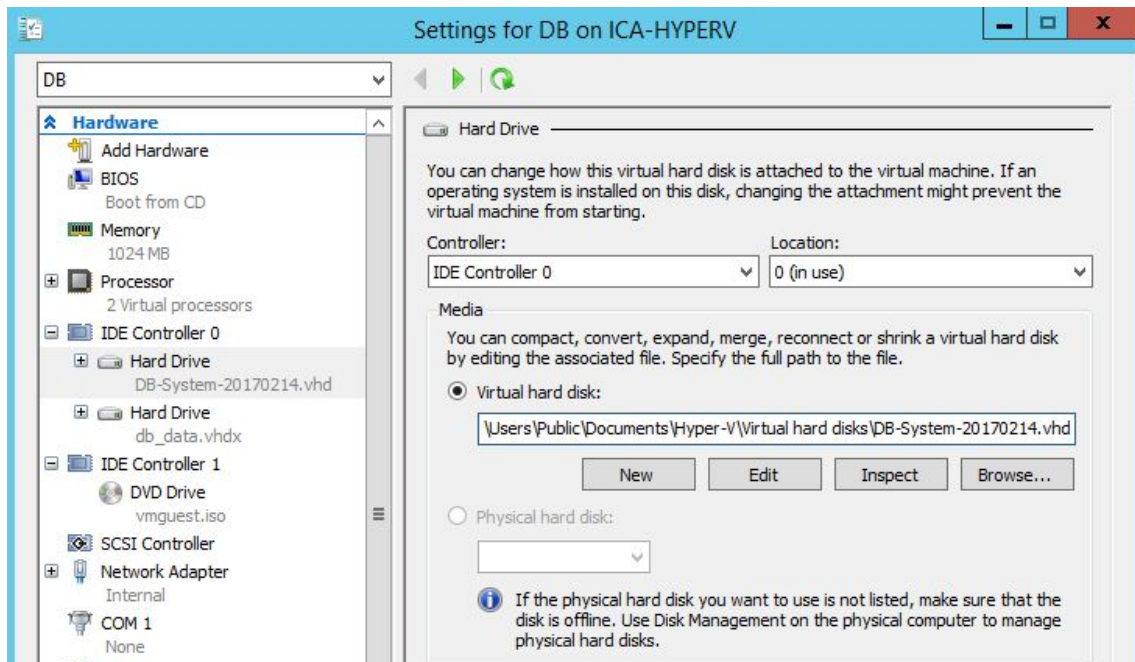 Settings for DB on ICA-HYPERV
DB
Hardware
Add Hardware
BIOS
Boot from CD
Memory
1024 MB
Processor
2 Virtual processors
IDE Controller 0
Hard Drive
DB-System-20170214.vhd
Hard Drive
db_data.vhdx
IDE Controller 1
DVD Drive
vmguest.iso
SCSI Controller
Network Adapter
Internal
COM 1
None
Hard Drive
You can change how this virtual hard disk is attached to the virtual machine. If an
operating system is installed on this disk, changing the attachment might prevent the
virtual machine from starting.
Controller:
Location:
IDE Controller 0
0 (in use)
Media
You can compact, convert, expand, merge, reconnect or shrink a virtual hard disk
by editing the associated file. Specify the full path to the file.
Virtual hard disk:
\Users\Public\Documents\Hyper-V\Virtual hard disks\DB-System-20170214.vhd
New
Edit
Inspect
Browse...
Physical hard disk:
If the physical hard disk you want to use is not listed, make sure that the
disk is offline. Use Disk Management on the physical computer to manage
physical hard disks.